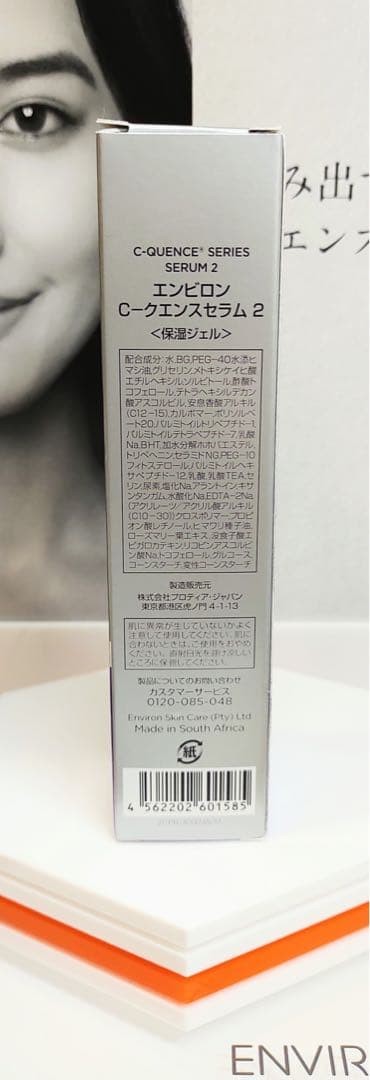 み出す
エンス
C-QUENCE® SERIES
SERUM 2
エンビロン
C-クエンスセラム 2
<保湿ジェル>
配合成分:水,BG,PEG-40水添ヒ
マシ油,グリセリン,メトキシケイヒ酸
エチルヘキシル,ソルビトール,酢酸ト
コフェロール,テトラヘキシルデカン
酸アスコルビル,安息香酸アルキル
(C12-15),カルボマー,ポリソルベ
ート20,パルミトイルトリペプチド-1,
パルミトイルテトラペプチド-7,乳酸
Na,BHT,加水分解ホホバエステル,
トリペヘニン,セラミドNG,PEG-10
フィトステロール,パルミトイルヘキ
サペプチド-12,乳酸,乳酸TEA,セ
リン,尿素,塩化Na,アラントイン,キサ
ンタンガム,水酸化Na,EDTA-2Na
(アクリレーツ/アクリル酸アルキル
(C10-30))クロスポリマー,プロピ
オン酸レチノール,ヒマワリ種子油,
ローズマリー葉エキス,没食子酸エ
ピガロカテキン,リコピン,アスコルビ
ン酸Na,トコフェロール,グルコース,
コーンスターチ,変性コーンスターチ
製造販売元
株式会社プロティア・ジャパン
東京都港区虎ノ門 4-1-13
肌に異常が生じていないかよく
注意して使用してください。肌に
合わないときは、ご使用をおやめ
ください。直射日光を避け涼しい
ところに保管してください。
製品についてのお問い合わせ
カスタマーサービス
0120-085-048
Environ Skin Care (Pty) Ltd
Made in South Africa
紙
4 562202 601585
ENVIR